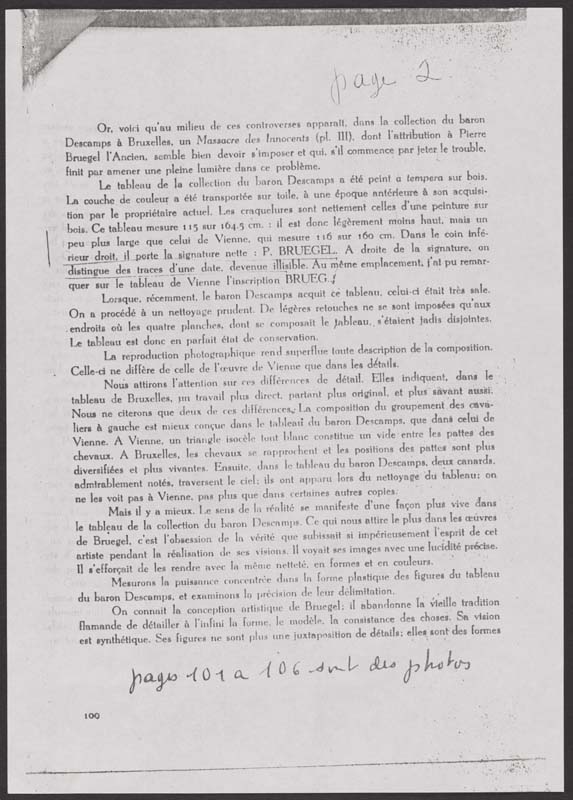 page 2
Or, voici qu'au milieu de ces controverses apparaît, dans la collection du baron
Descamps à Bruxelles, un Massacre des Innocents (pl. III), dont l'attribution à Pierre
Bruegel l'Ancien, semble bien devoir s'imposer et qui, s'il commence par jeter le trouble,
finit par amener une pleine lumière dans ce problème.
Le tableau de la collection du baron Descamps a été peint a tempera sur bois.
La couche de couleur a été transportée sur toile, à une époque antérieure à son acquisi-
tion par le propriétaire actuel. Les craquelures sont nettement celles d'une peinture sur
bois. Ce tableau mesure 115 sur 164.5 cm. : il est donc légèrement moins haut, mais un
peu plus large que celui de Vienne, qui mesure 116 sur 160 cm. Dans le coin infé-
rieur droit, il porte la signature nette : P. BRUEGEL. A droite de la signature, on
distingue des traces d'une date, devenue illisible. Au même emplacement, j'ai pu remar-
quer sur le tableau de Vienne l'inscription BRUEG.
Lorsque, récemment, le baron Descamps acquit ce tableau, celui-ci était très sale.
On a procédé à un nettoyage prudent. De légères retouches ne se sont imposées qu'aux
endroits où les quatre planches, dont se composait le tableau, s'étaient jadis disjointes.
Le tableau est donc en parfait état de conservation.
La reproduction photographique rend superflue toute description de la composition.
Celle-ci ne diffère de celle de l'œuvre de Vienne que dans les détails.
Nous attirons l'attention sur ces différences de détail. Elles indiquent, dans le
tableau de Bruxelles, un travail plus direct, partant plus original, et plus savant aussi.
Nous ne citerons que deux de ces différences. La composition du groupement des cava-
liers à gauche est mieux conçue dans le tableau du baron Descamps, que dans celui de
Vienne. A Vienne, un triangle isocèle tout blanc constitue un vide entre les pattes des
chevaux. A Bruxelles, les chevaux se rapprochent et les positions des pattes sont plus
diversifiées et plus vivantes. Ensuite, dans le tableau du baron Descamps, deux canards,
admirablement notés, traversent le ciel; ils ont apparu lors du nettoyage du tableau; on
ne les voit pas à Vienne, pas plus que dans certaines autres copies.
Mais il y a mieux. Le sens de la réalité se manifeste d'une façon plus vive dans
le tableau de la collection du baron Descamps. Ce qui nous attire le plus dans les œuvres
de Bruegel, c'est l'obsession de la vérité que subissait si impérieusement l'esprit de cet
artiste pendant la réalisation de ses visions. Il voyait ses images avec une lucidité précise.
Il s'efforçait de les rendre avec la même netteté, en formes et en couleurs.
Mesurons la puissance concentrée dans la forme plastique des figures du tableau
du baron Descamps, et examinons la précision de leur délimitation.
On connaît la conception artistique de Bruegel; il abandonne la vieille tradition
flamande de détailler à l'infini la forme, le modelé, la consistance des choses. Sa vision
est synthétique. Ses figures ne sont plus une juxtaposition de détails; elles sont des formes
pages 101 a 106 sont des photos
100